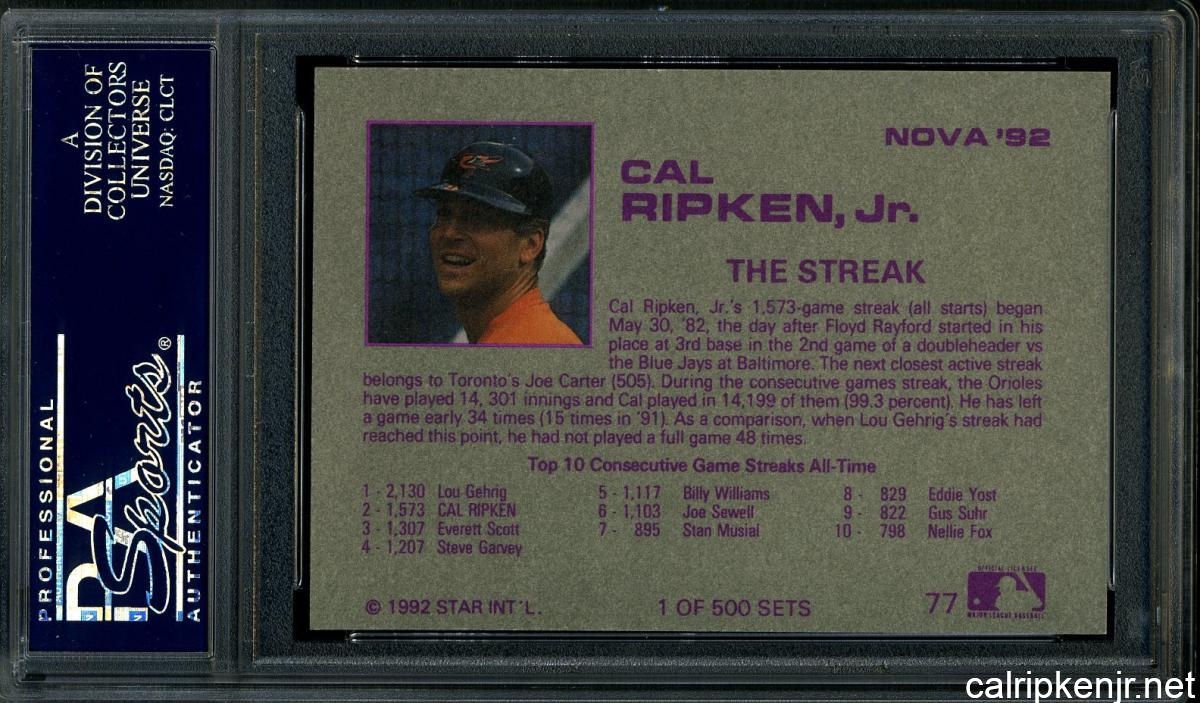 A
DIVISION OF
COLLECTORS
UNIVERSE
NASDAQ: CLCT
PROFESSIONAL
PSA
Sports®
AUTHENTICATOR
NOVA '92
CAL
RIPKEN, Jr.
THE STREAK
Cal Ripken, Jr.'s 1,573-game streak (all starts) began
May 30, '82, the day after Floyd Rayford started in his
place at 3rd base in the 2nd game of a doubleheader vs
the Blue Jays at Baltimore. The next closest active streak
belongs to Toronto's Joe Carter (505). During the consecutive games streak, the Orioles
have played 14, 301 innings and Cal played in 14,199 of them (99.3 percent). He has left
a game early 34 times (15 times in '91). As a comparison, when Lou Gehrig's streak had
reached this point, he had not played a full game 48 times.
Top 10 Consecutive Game Streaks All-Time
1 - 2,130 Lou Gehrig
2 - 1,573 CAL RIPKEN
3 - 1,307 Everett Scott
4 - 1,207 Steve Garvey
5 - 1,117 Billy Williams
6 - 1,103 Joe Sewell
7 - 895 Stan Musial
8 - 829 Eddie Yost
9 - 822 Gus Suhr
10 - 798 Nellie Fox
© 1992 STAR INT'L.
1 OF 500 SETS
77
OFFICIAL LICENSEE
MAJOR LEAGUE BASEBALL
calripkenjr.net